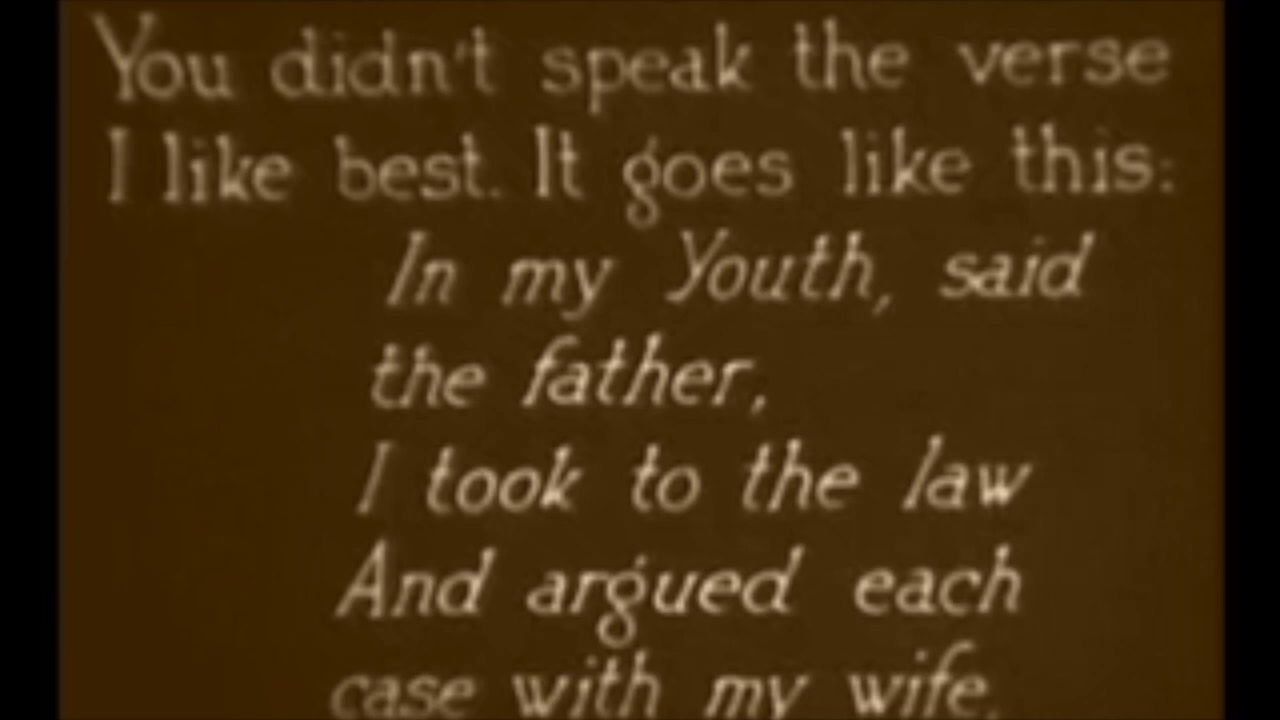 You didn't speak the verse
I like best. It goes like this:
In my Youth, said
the father,
I took to the law
And argued each
case with my wife.